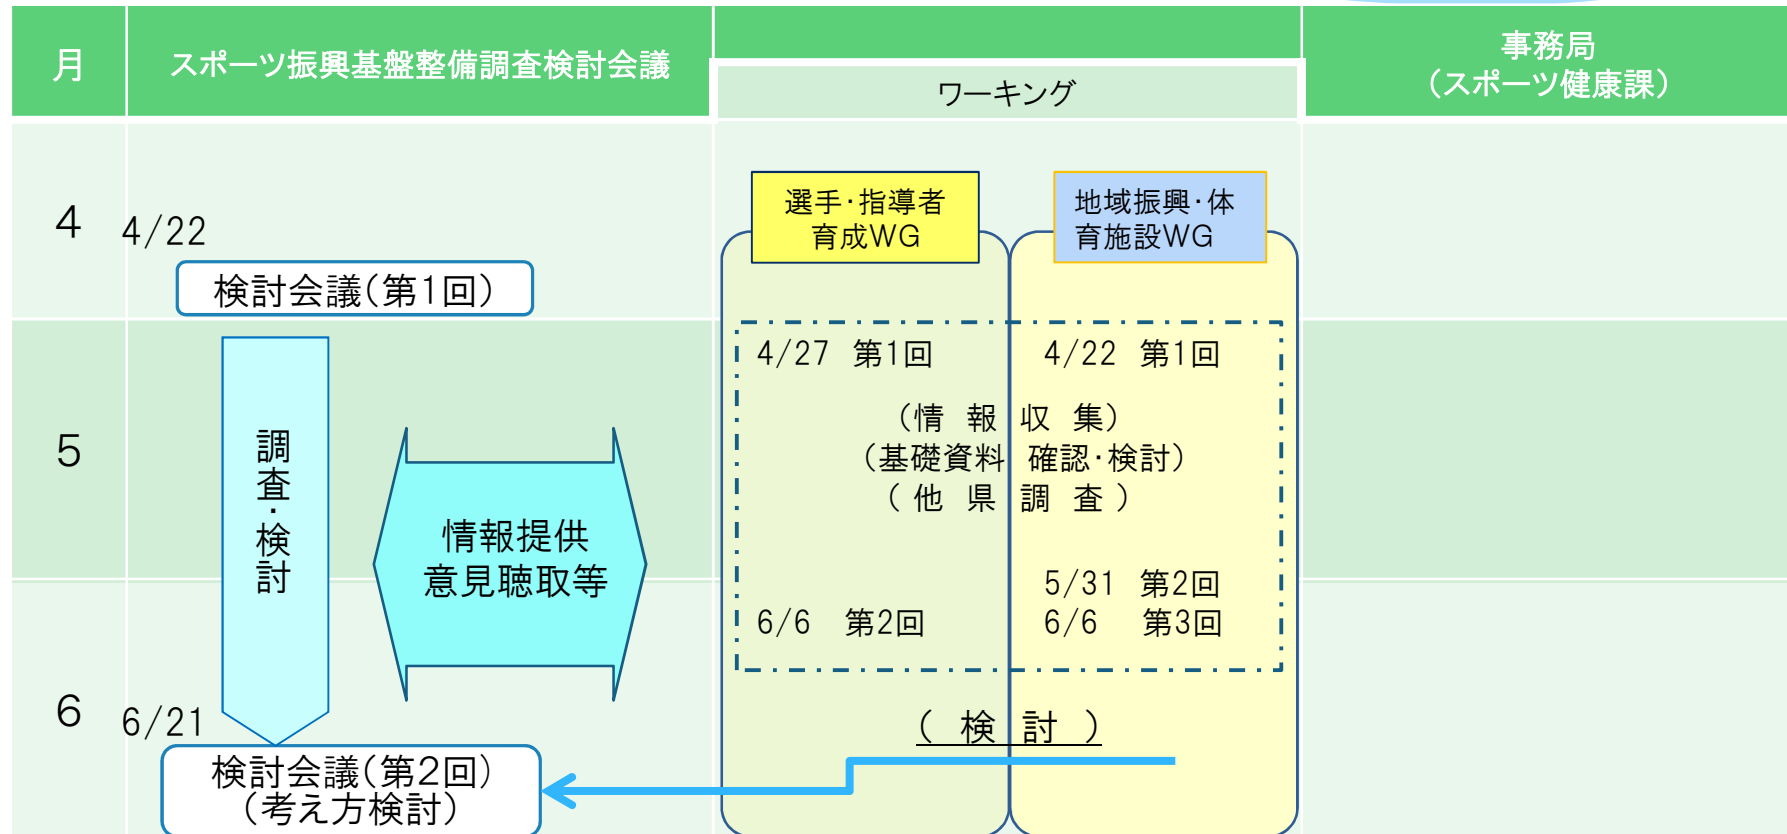 月
スポーツ振興基盤整備調査検討会議
ワーキング
事務局
（スポーツ健康課）
4
4/22
検討会議（第1回）
選手・指導者
育成WG
地域振興・体
育施設WG
5
調査・検討
情報提供
意見聴取等
4/27 第1回
4/22 第1回
（情 報 収 集）
（基礎資料 確認・検討）
（ 他 県 調 査 ）
5/31 第2回
6/6 第2回
6/6 第3回
6
6/21
検討会議（第2回）
（考え方検討）
（ 検 討 ）